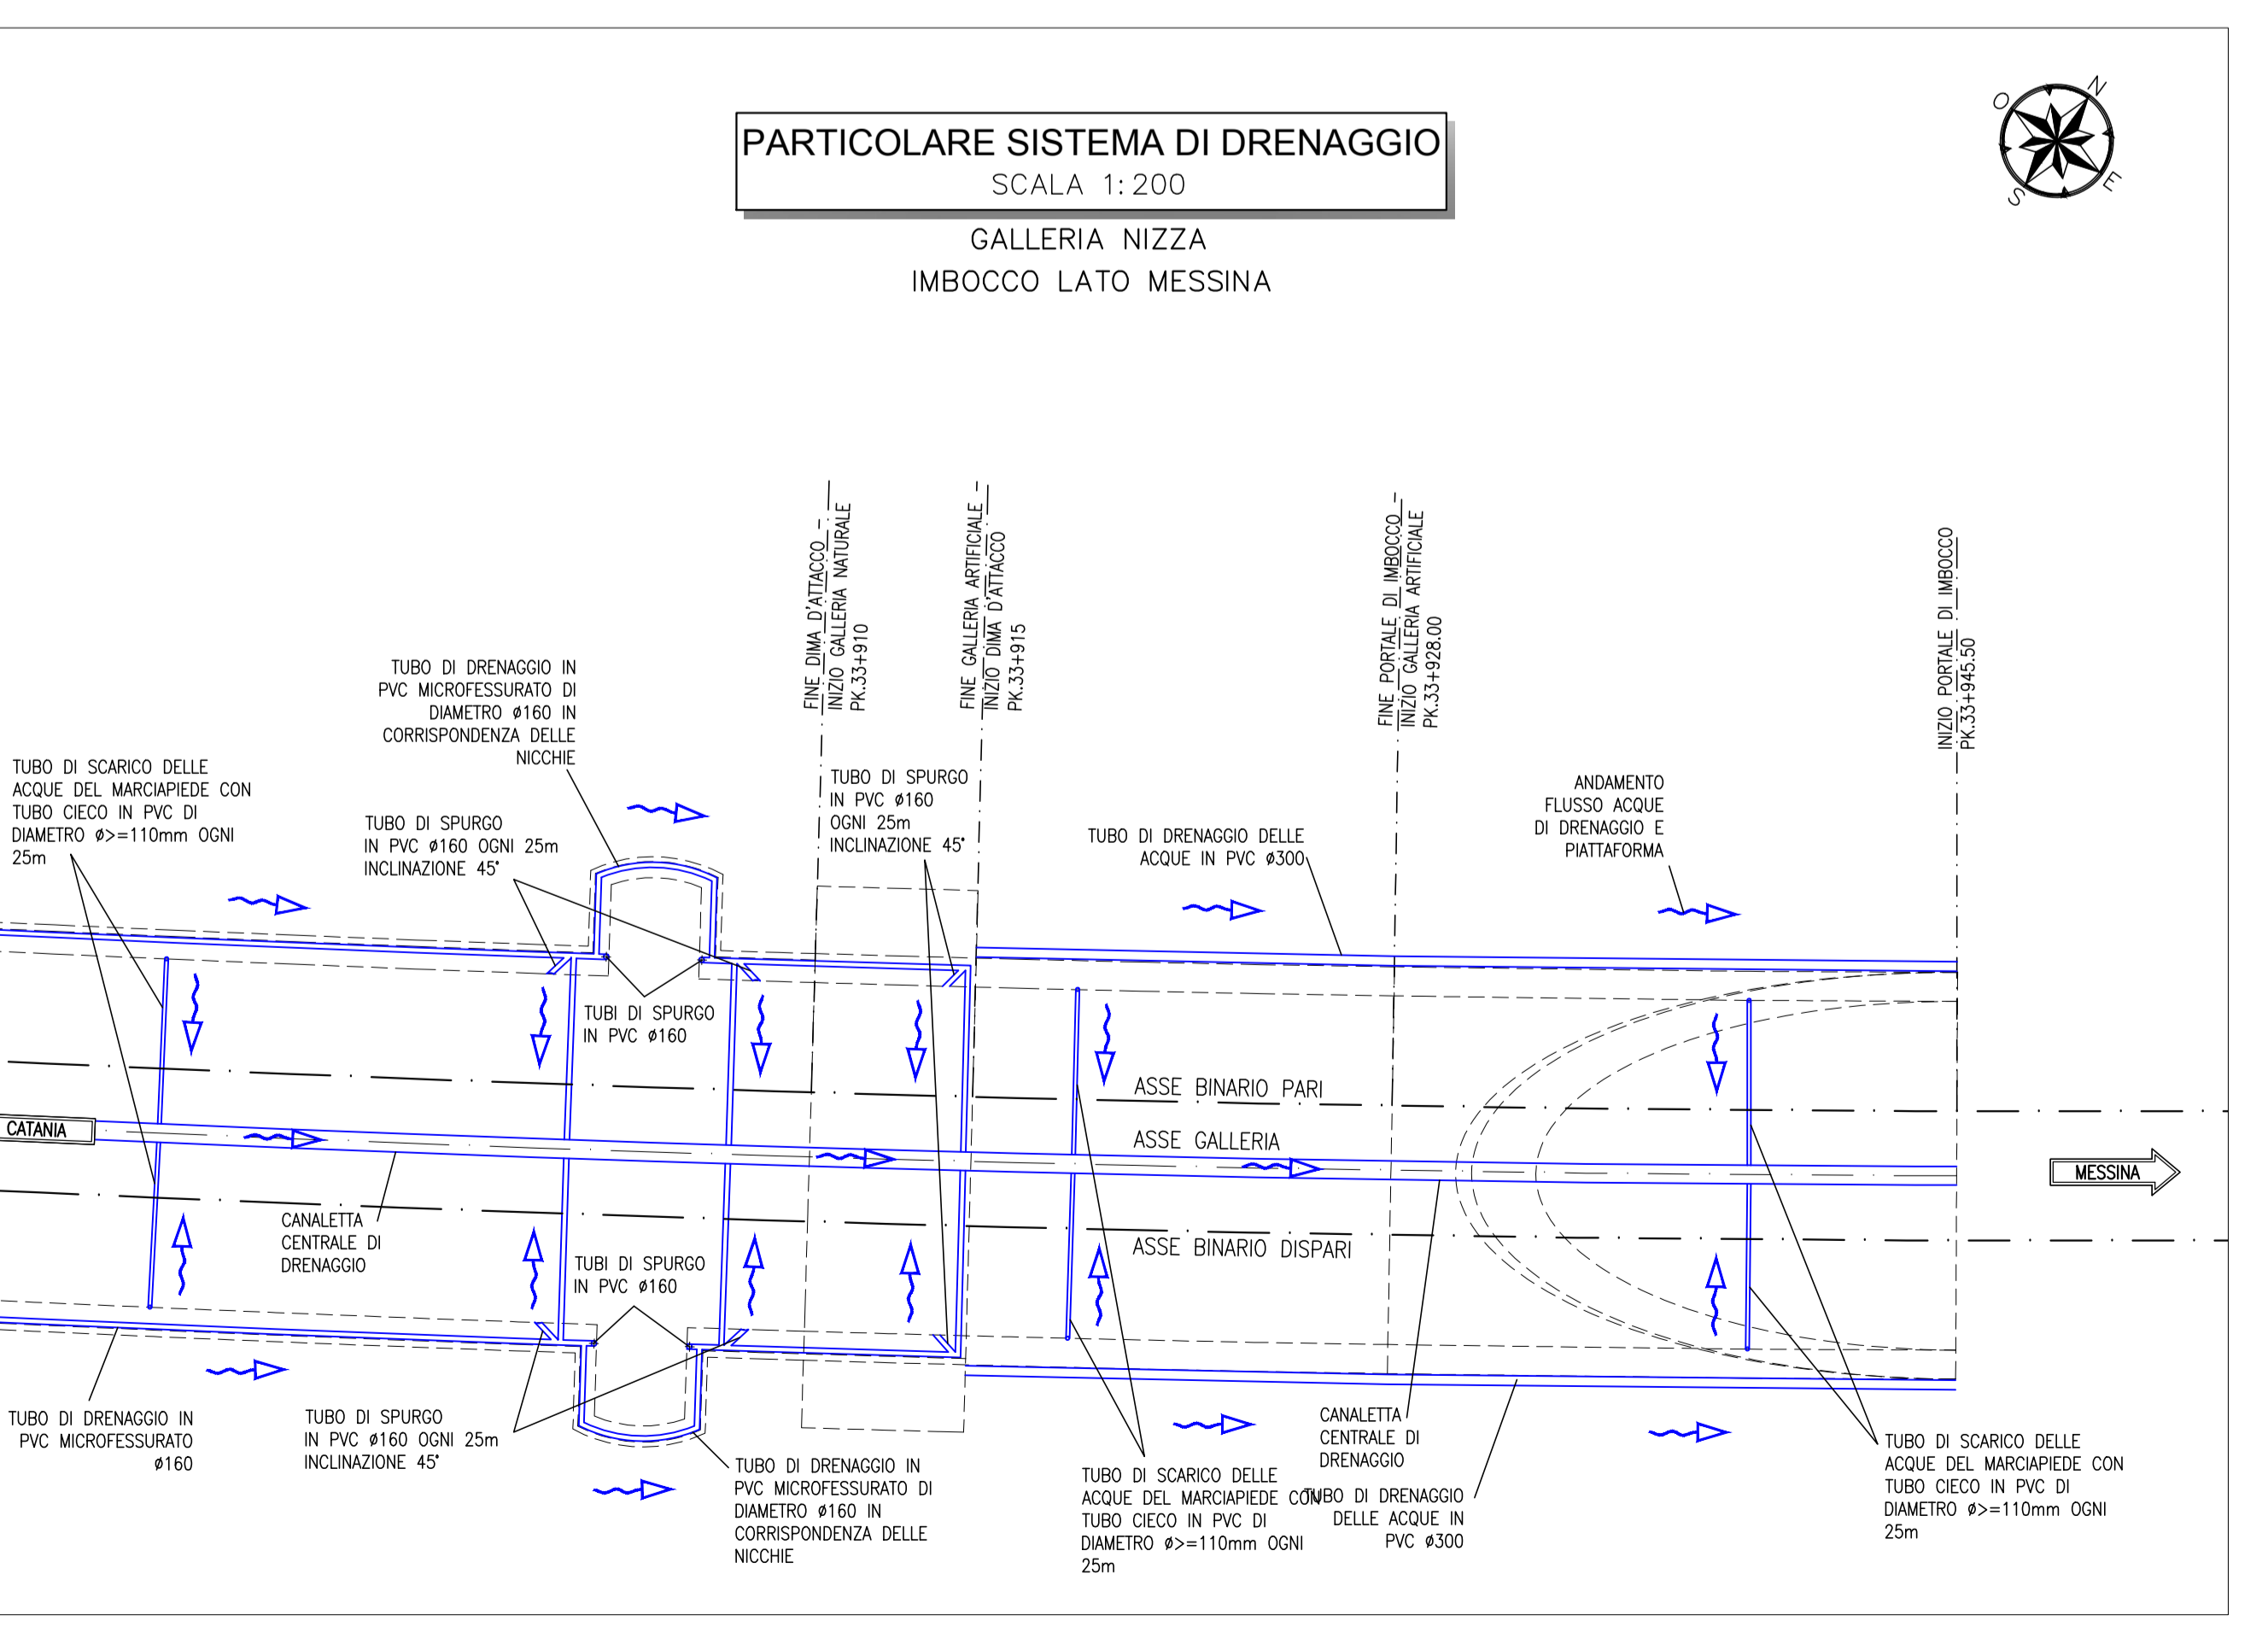 PARTICOLARE SISTEMA DI DRENAGGIO
SCALA 1:200
GALLERIA NIZZA
IMBOCCO LATO MESSINA
O
N
S
E
FINE DIMA D'ATTACCO
INIZIO GALLERIA NATURALE
PK.33+910
FINE GALLERIA ARTIFICIALE
INIZIO DIMA D'ATTACCO
PK.33+915
FINE PORTALE DI IMBOCCO
INIZIO GALLERIA ARTIFICIALE
PK.33+928.00
INIZIO PORTALE DI IMBOCCO
PK.33+945.50
TUBO DI DRENAGGIO IN
PVC MICROFESSURATO DI
DIAMETRO ø160 IN
CORRISPONDENZA DELLE
NICCHIE
TUBO DI SCARICO DELLE
ACQUE DEL MARCIAPIEDE CON
TUBO CIECO IN PVC DI
DIAMETRO ø>=110mm OGNI
25m
TUBO DI SPURGO
IN PVC ø160 OGNI 25m
INCLINAZIONE 45°
TUBO DI SPURGO
IN PVC ø160
OGNI 25m
INCLINAZIONE 45°
TUBO DI DRENAGGIO DELLE
ACQUE IN PVC ø300
ANDAMENTO
FLUSSO ACQUE
DI DRENAGGIO E
PIATTAFORMA
TUBI DI SPURGO
IN PVC ø160
ASSE BINARIO PARI
CATANIA
ASSE GALLERIA
MESSINA
CANALETTA
CENTRALE DI
DRENAGGIO
ASSE BINARIO DISPARI
TUBI DI SPURGO
IN PVC ø160
TUBO DI DRENAGGIO IN
PVC MICROFESSURATO
ø160
TUBO DI SPURGO
IN PVC ø160 OGNI 25m
INCLINAZIONE 45°
TUBO DI DRENAGGIO IN
PVC MICROFESSURATO DI
DIAMETRO ø160 IN
CORRISPONDENZA DELLE
NICCHIE
TUBO DI SCARICO DELLE
ACQUE DEL MARCIAPIEDE CON
TUBO CIECO IN PVC DI
DIAMETRO ø>=110mm OGNI
25m
CANALETTA
CENTRALE DI
DRENAGGIO
TUBO DI DRENAGGIO
DELLE ACQUE IN
PVC ø300
TUBO DI SCARICO DELLE
ACQUE DEL MARCIAPIEDE CON
TUBO CIECO IN PVC DI
DIAMETRO ø>=110mm OGNI
25m